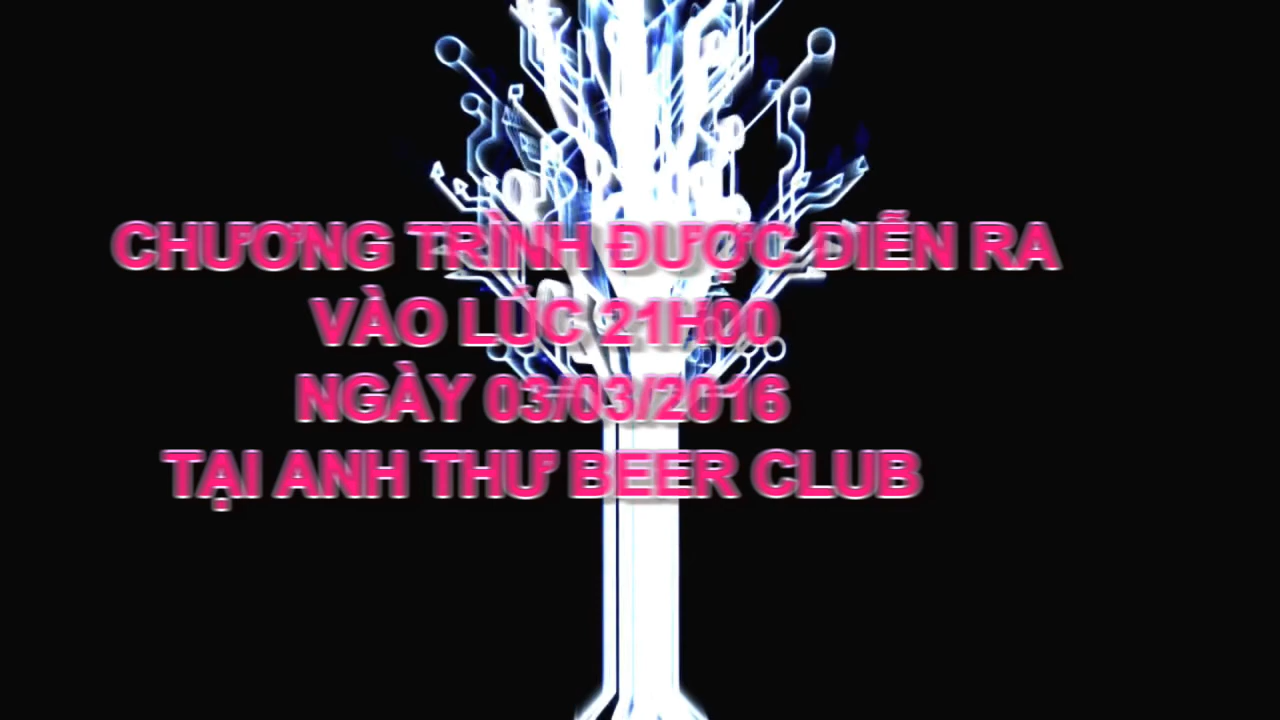 CHƯƠNG TRÌNH ĐƯỢC DIỄN RA
VÀO LÚC 21H00
NGÀY 03/03/2016
TẠI ANH THƯ BEER CLUB